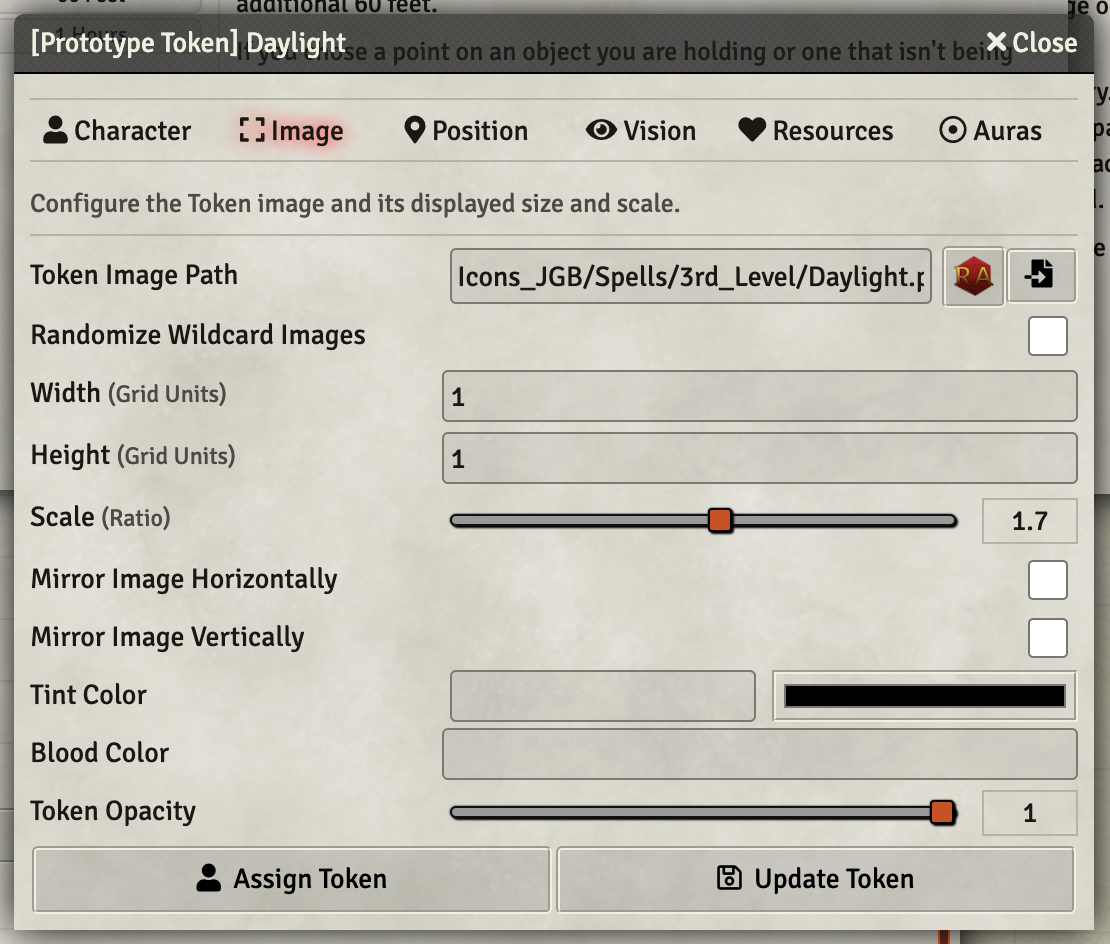 additional 60 feet.
1 Hours
[Prototype Token] Daylight
If you chose a point on an object you are holding or one that isn't being
Close
Character
Image
Position
Vision
Resources
Auras
Configure the Token image and its displayed size and scale.
Token Image Path
Icons_JGB/Spells/3rd_Level/Daylight.p
RA
Randomize Wildcard Images
Width (Grid Units)
1
Height (Grid Units)
1
Scale (Ratio)
1.7
Mirror Image Horizontally
Mirror Image Vertically
Tint Color
Blood Color
Token Opacity
1
Assign Token
Update Token